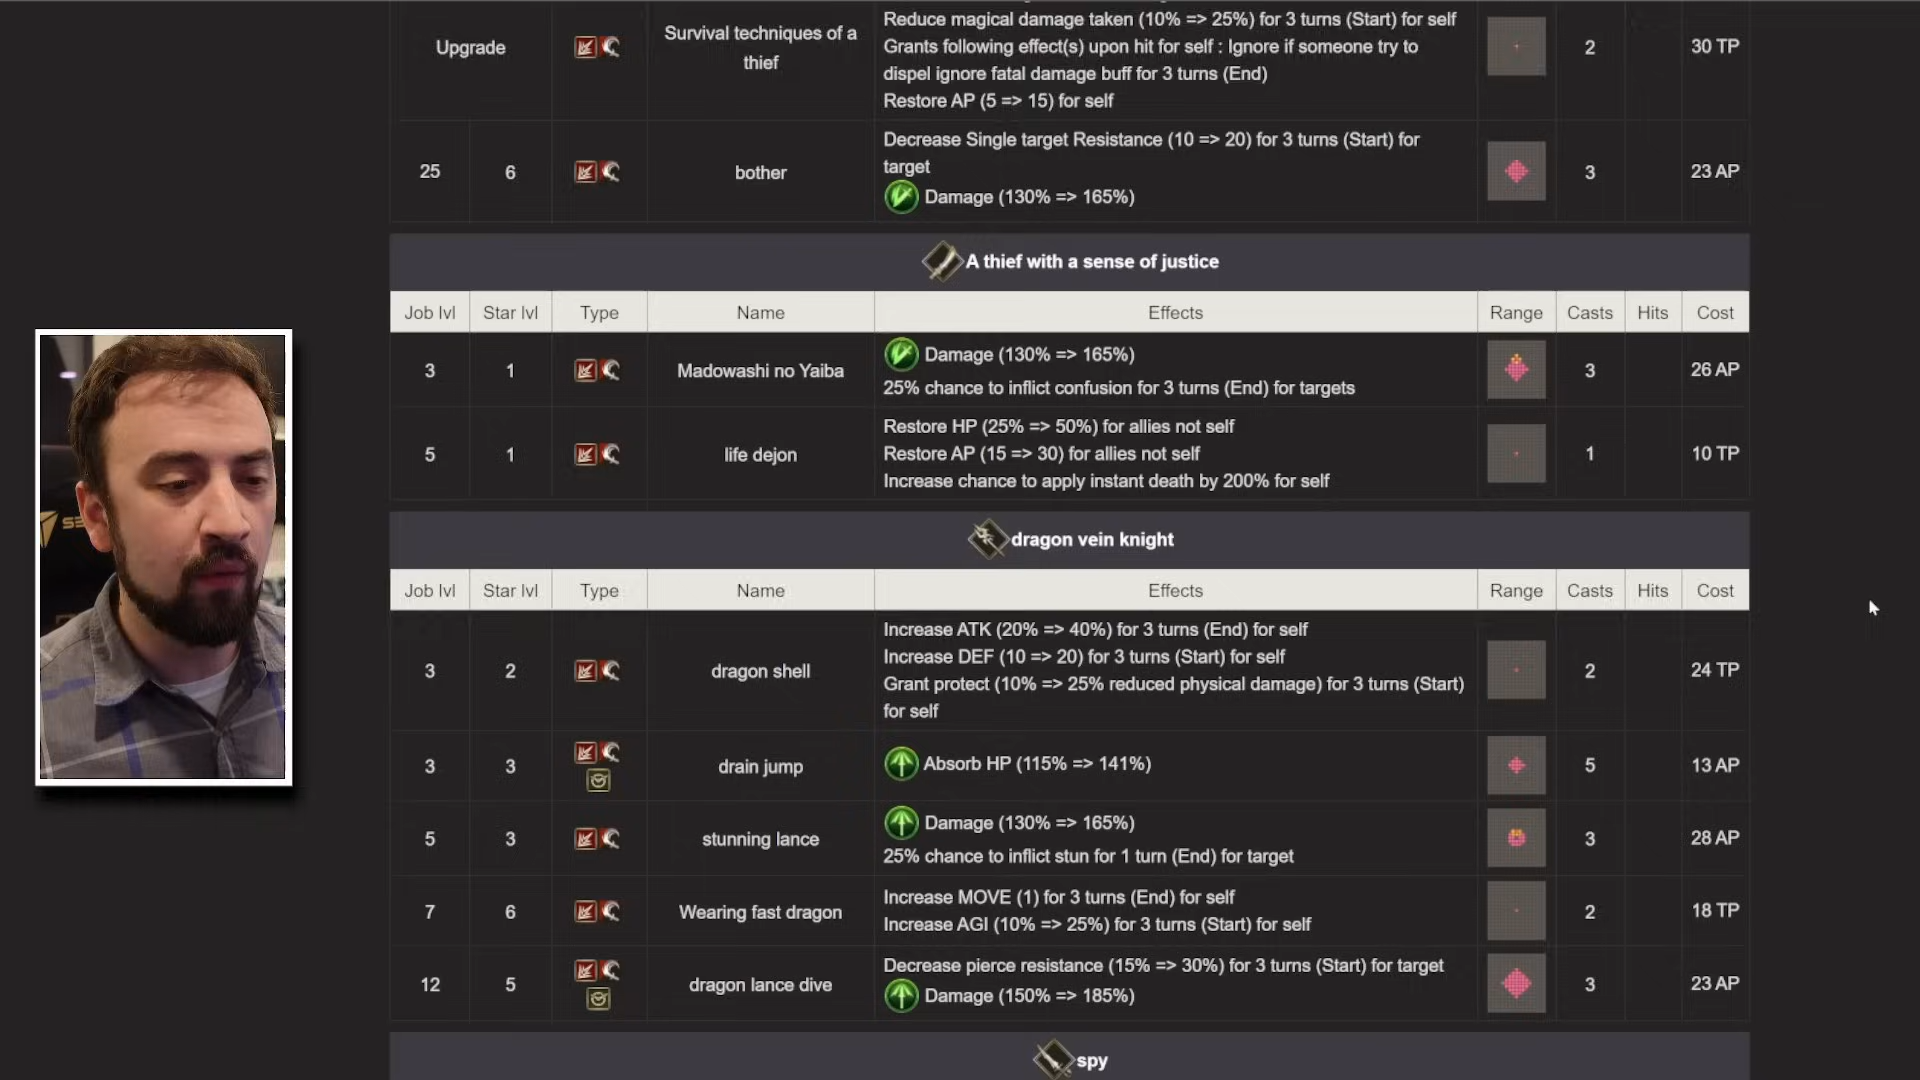 Upgrade
Survival techniques of a
thief
Reduce magical damage taken (10% => 25%) for 3 turns (Start) for self
Grants following effect(s) upon hit for self : Ignore if someone try to
dispel ignore fatal damage buff for 3 turns (End)
Restore AP (5 => 15) for self
2
30 TP
25
6
bother
Decrease Single target Resistance (10 => 20) for 3 turns (Start) for
target
Damage (130% => 165%)
3
23 AP
A thief with a sense of justice
Job lvl Star lvl Type Name Effects Range Casts Hits Cost
3
1
Madowashi no Yaiba
Damage (130% => 165%)
25% chance to inflict confusion for 3 turns (End) for targets
3
26 AP
5
1
life dejon
Restore HP (25% => 50%) for allies not self
Restore AP (15 => 30) for allies not self
Increase chance to apply instant death by 200% for self
1
10 TP
dragon vein knight
Job lvl Star lvl Type Name Effects Range Casts Hits Cost
3
2
dragon shell
Increase ATK (20% => 40%) for 3 turns (End) for self
Increase DEF (10 => 20) for 3 turns (Start) for self
Grant protect (10% => 25% reduced physical damage) for 3 turns (Start)
for self
2
24 TP
3
3
drain jump
Absorb HP (115% => 141%)
5
13 AP
5
3
stunning lance
Damage (130% => 165%)
25% chance to inflict stun for 1 turn (End) for target
3
28 AP
7
6
Wearing fast dragon
Increase MOVE (1) for 3 turns (End) for self
Increase AGI (10% => 25%) for 3 turns (Start) for self
2
18 TP
12
5
dragon lance dive
Decrease pierce resistance (15% => 30%) for 3 turns (Start) for target
Damage (150% => 185%)
3
23 AP
spy